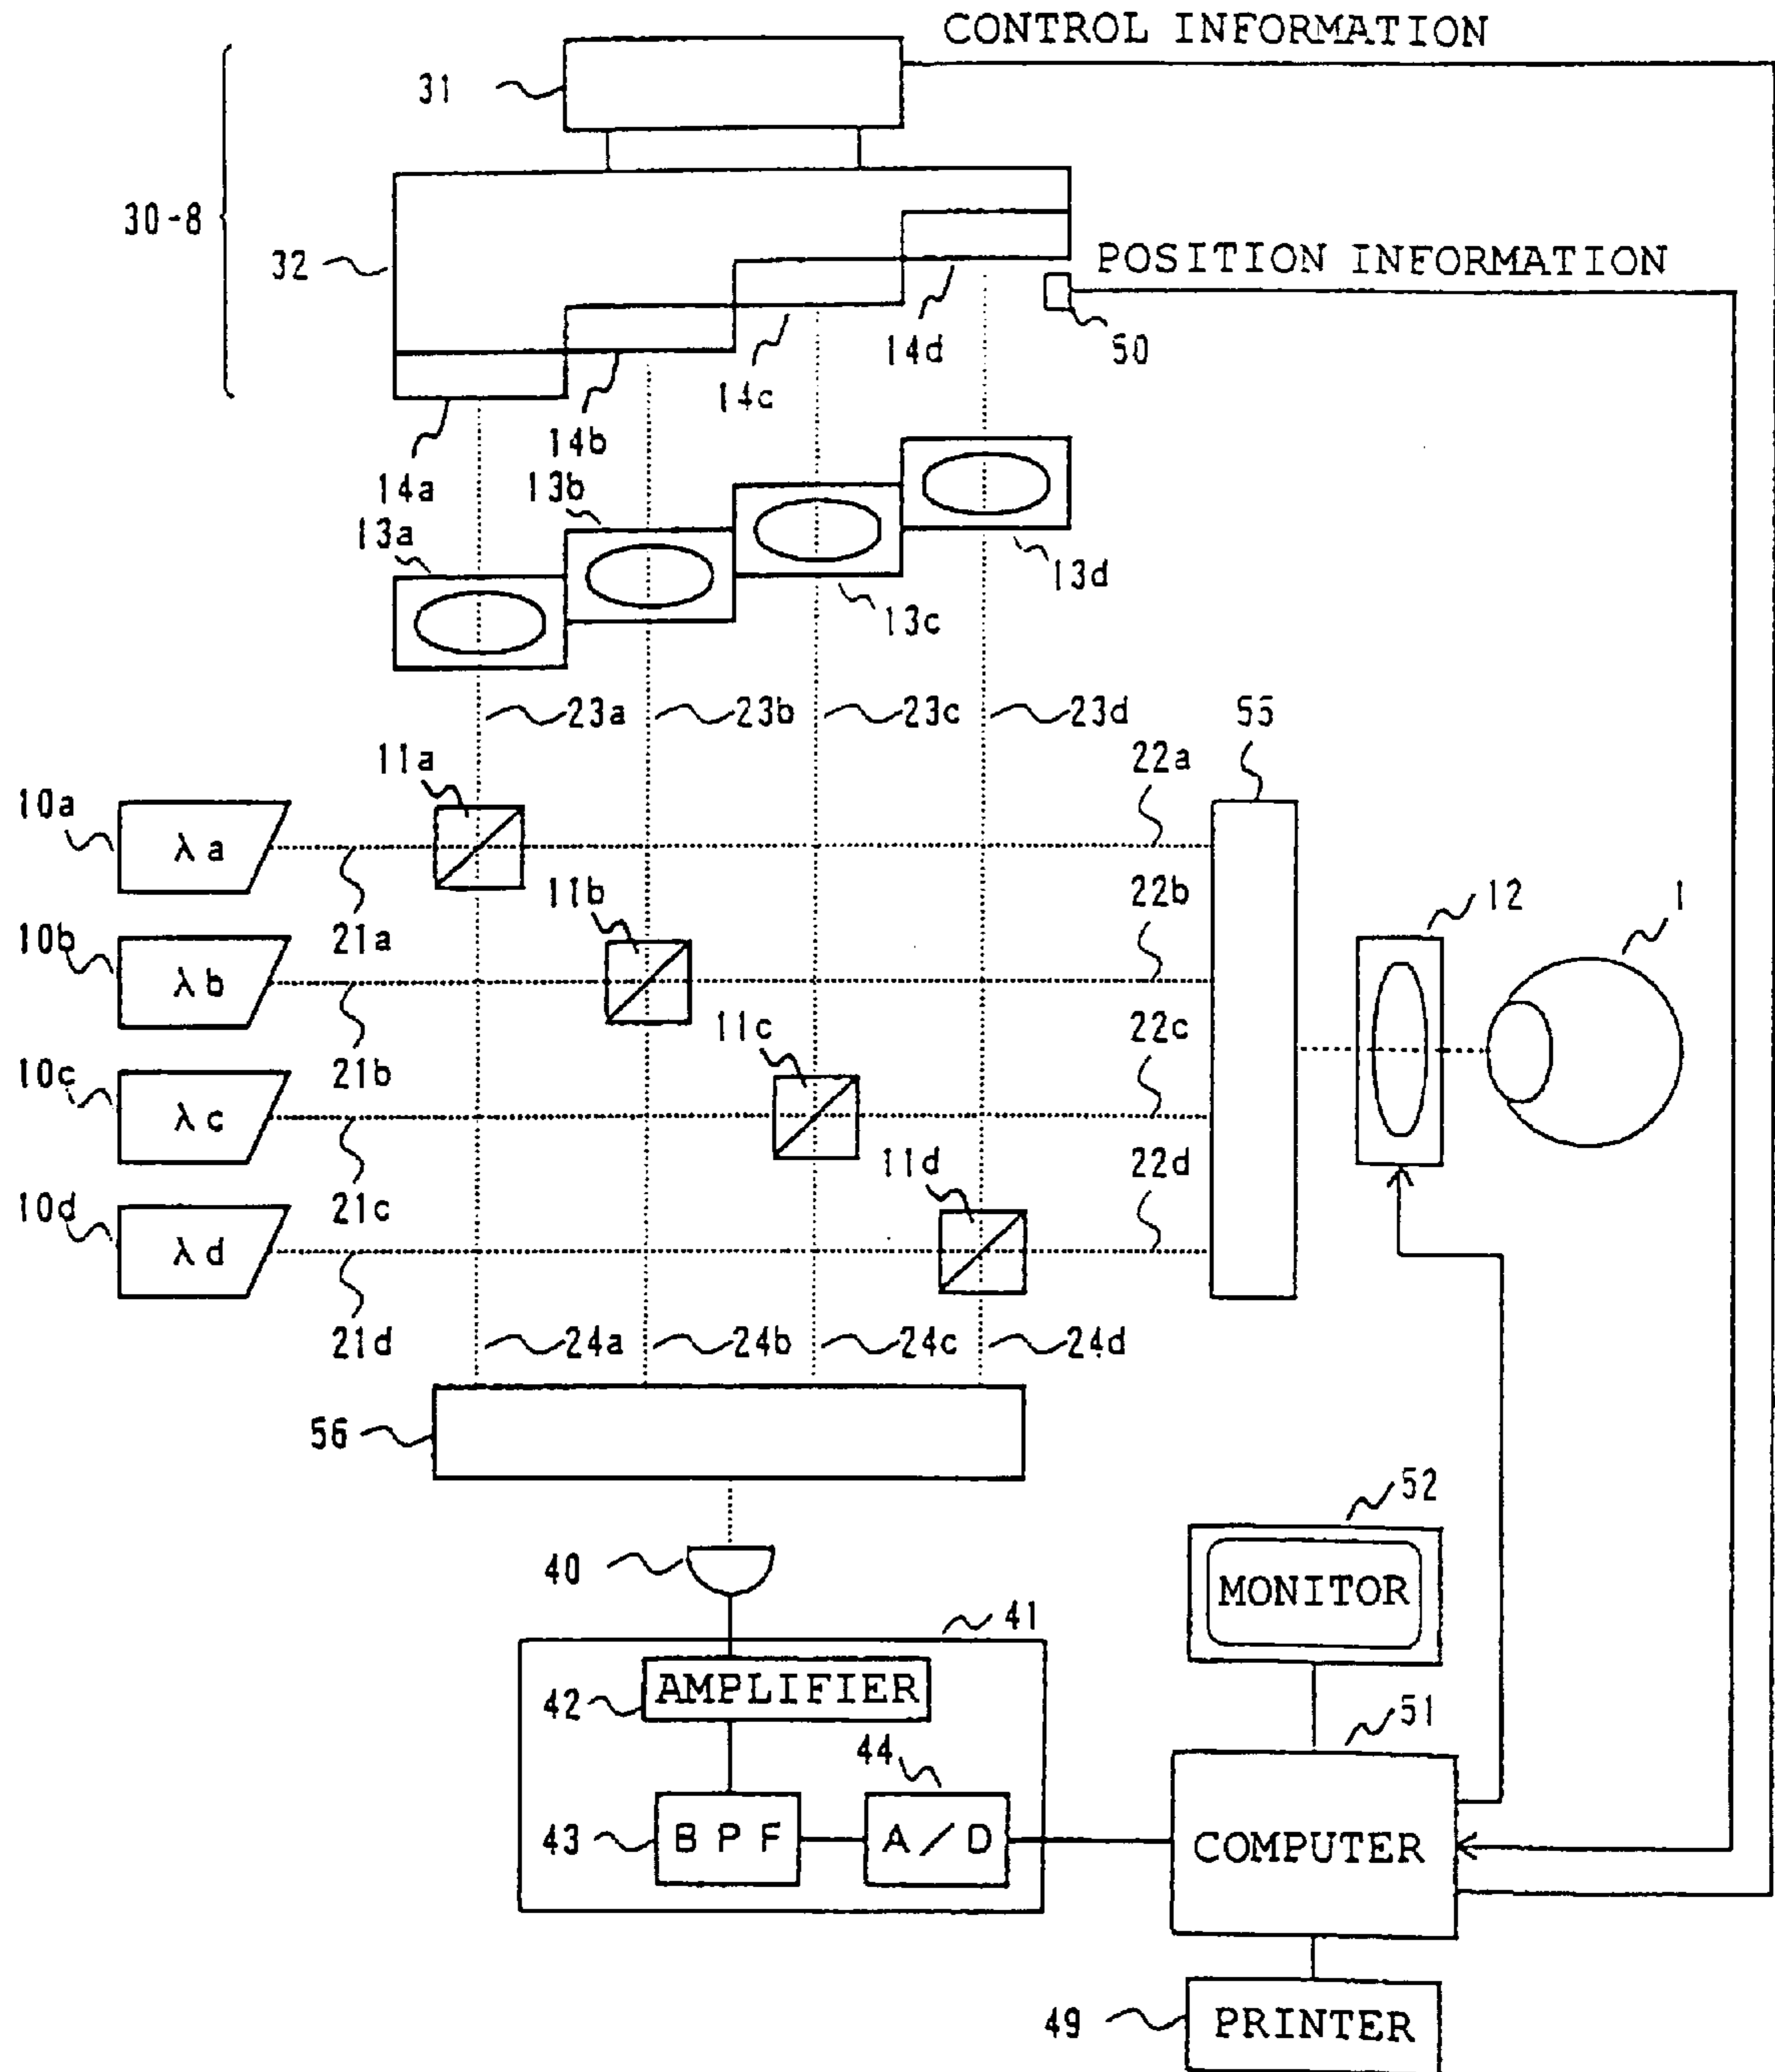 CONTROL INFORMATION
31
30-8
32
POSITION INFORMATION
14d
50
14c
14b
14a
13b
13a
13d
13c
23a
23b
23c
23d
55
11a
22a
10a
λa
11b
22b
12
1
21a
10b
λb
11c
22c
21b
10c
λc
11d
22d
21c
10d
λd
21d
24a
24b
24c
24d
56
52
40
MONITOR
41
AMPLIFIER
42
51
44
43
BPF
A/D
COMPUTER
49
PRINTER